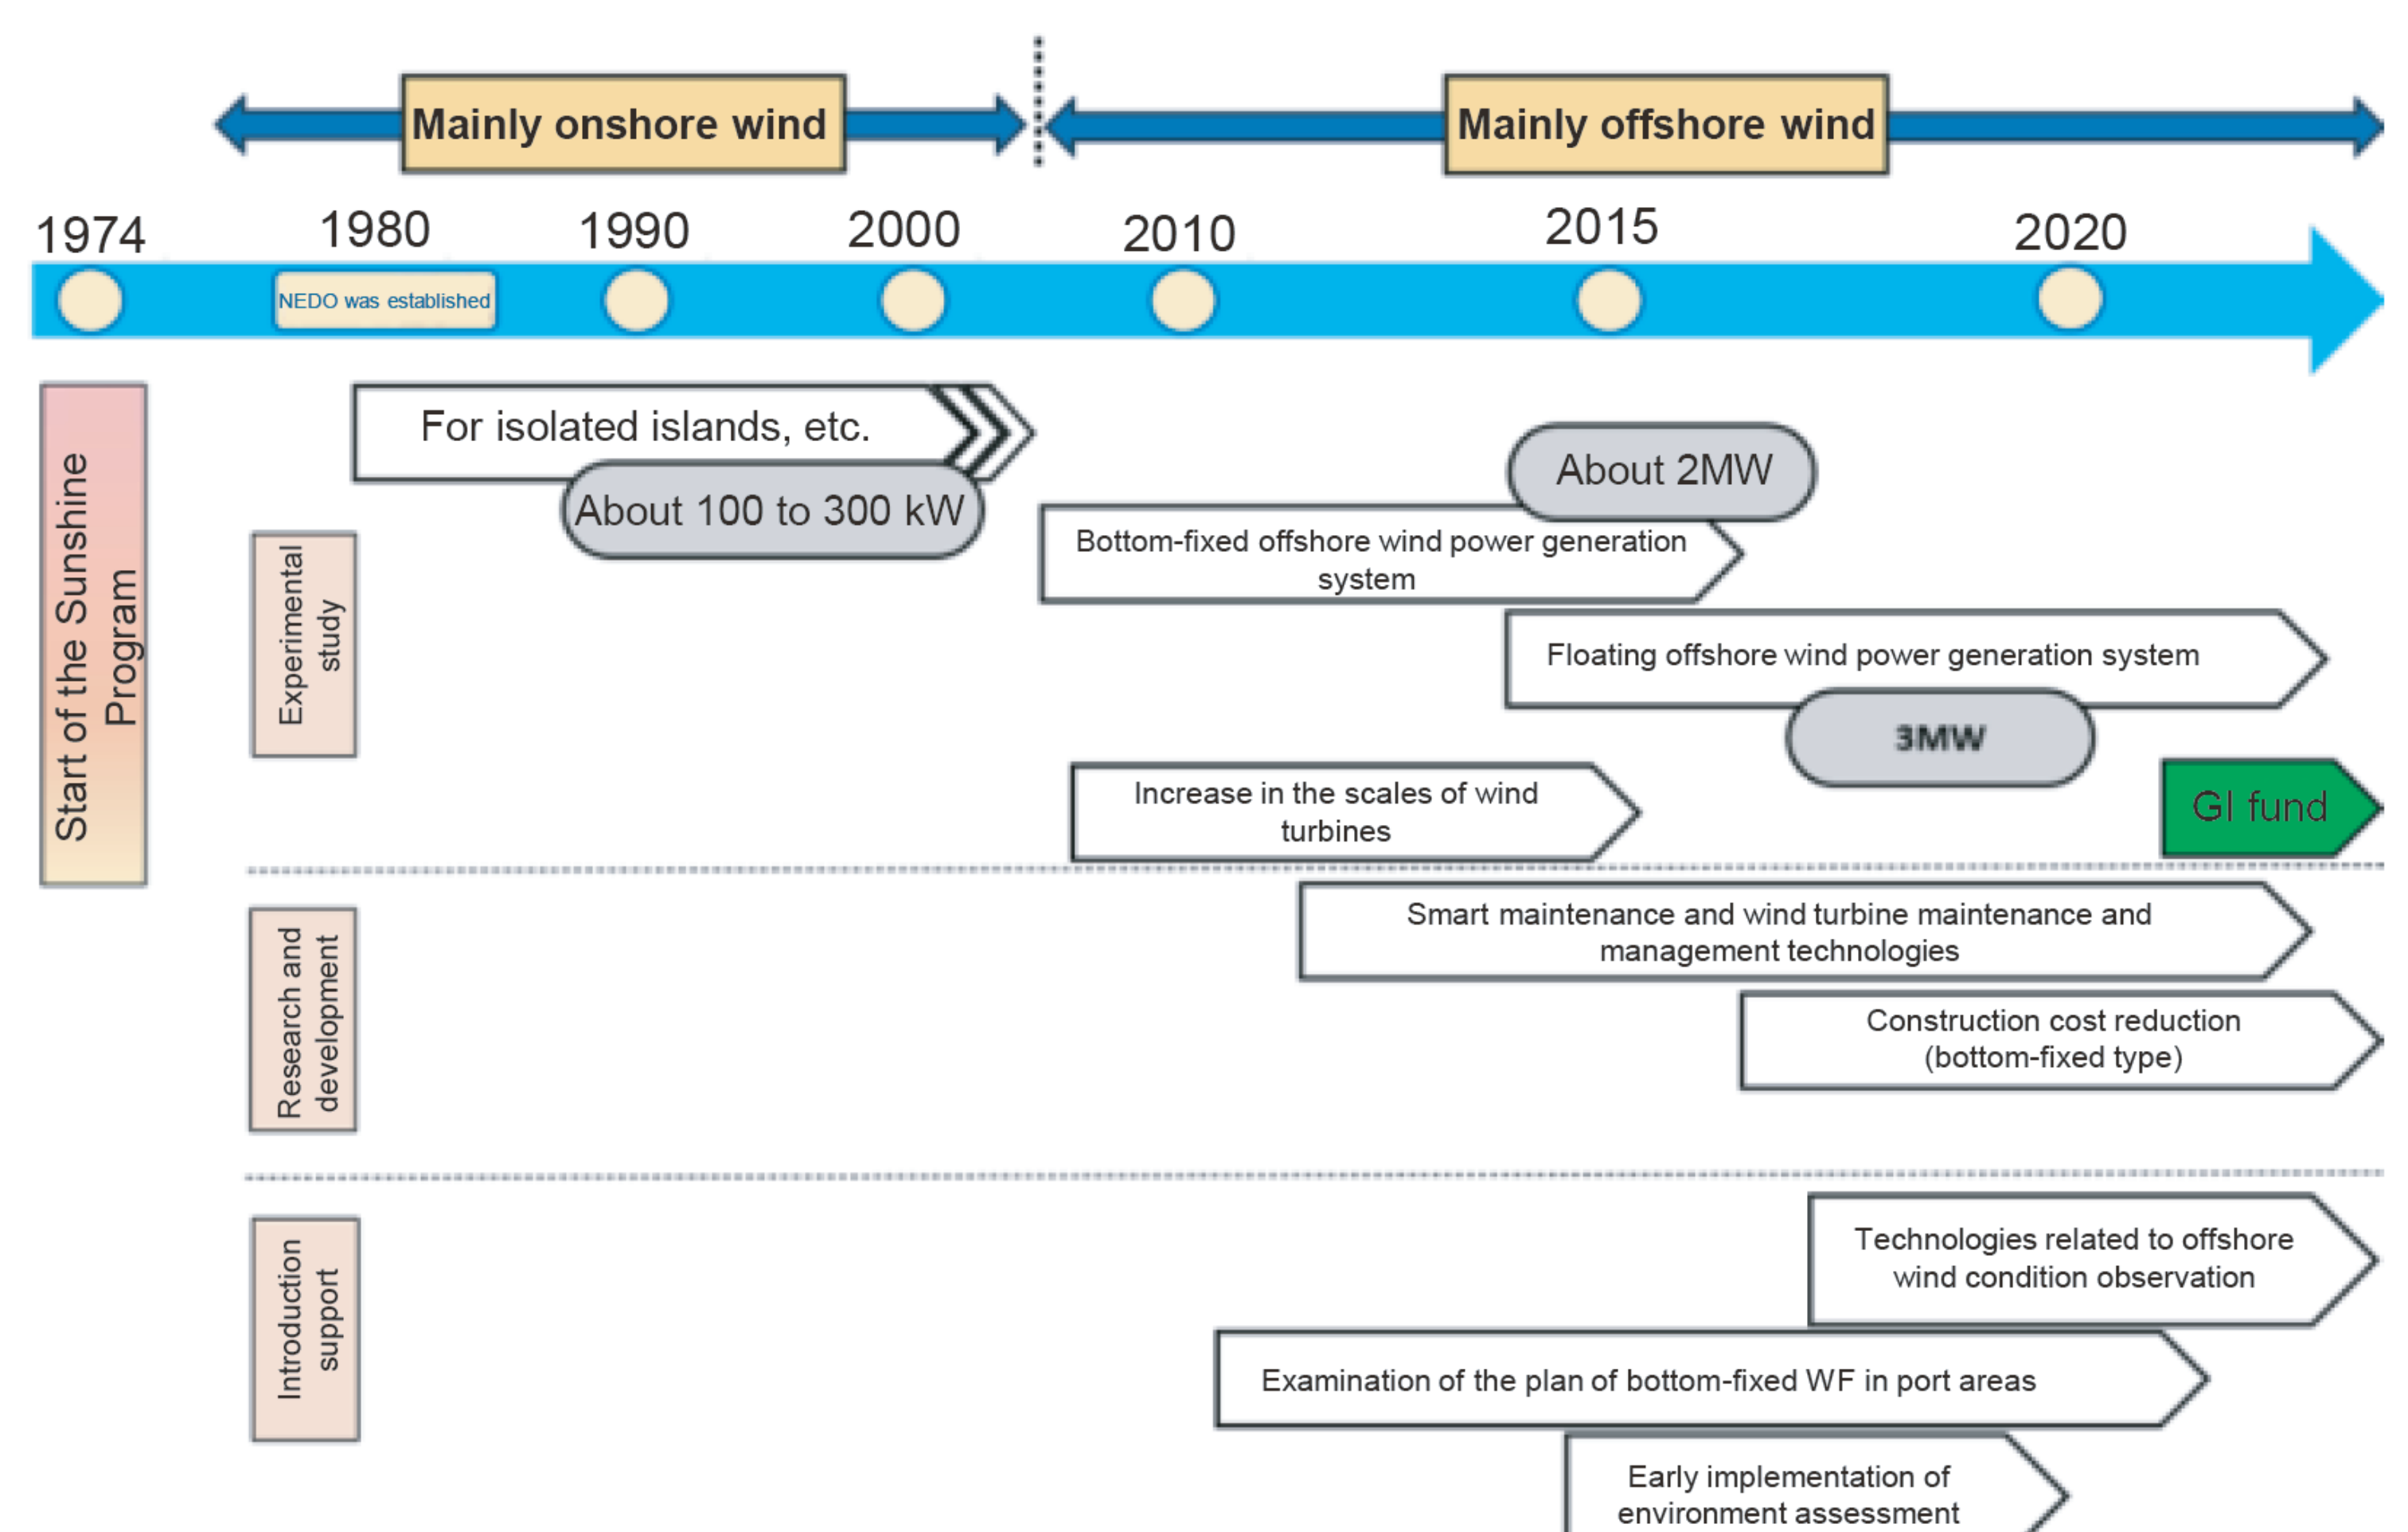 Mainly onshore wind
Mainly offshore wind
1974
1980
1990
2000
2010
2015
2020
NEDO was established
Start of the Sunshine
Program
Experimental
study
For isolated islands, etc.
About 100 to 300 kW
About 2MW
Bottom-fixed offshore wind power generation
system
Floating offshore wind power generation system
3MW
Increase in the scales of wind
turbines
GI fund
Research and
development
Smart maintenance and wind turbine maintenance and
management technologies
Construction cost reduction
(bottom-fixed type)
Introduction
support
Technologies related to offshore
wind condition observation
Examination of the plan of bottom-fixed WF in port areas
Early implementation of
environment assessment